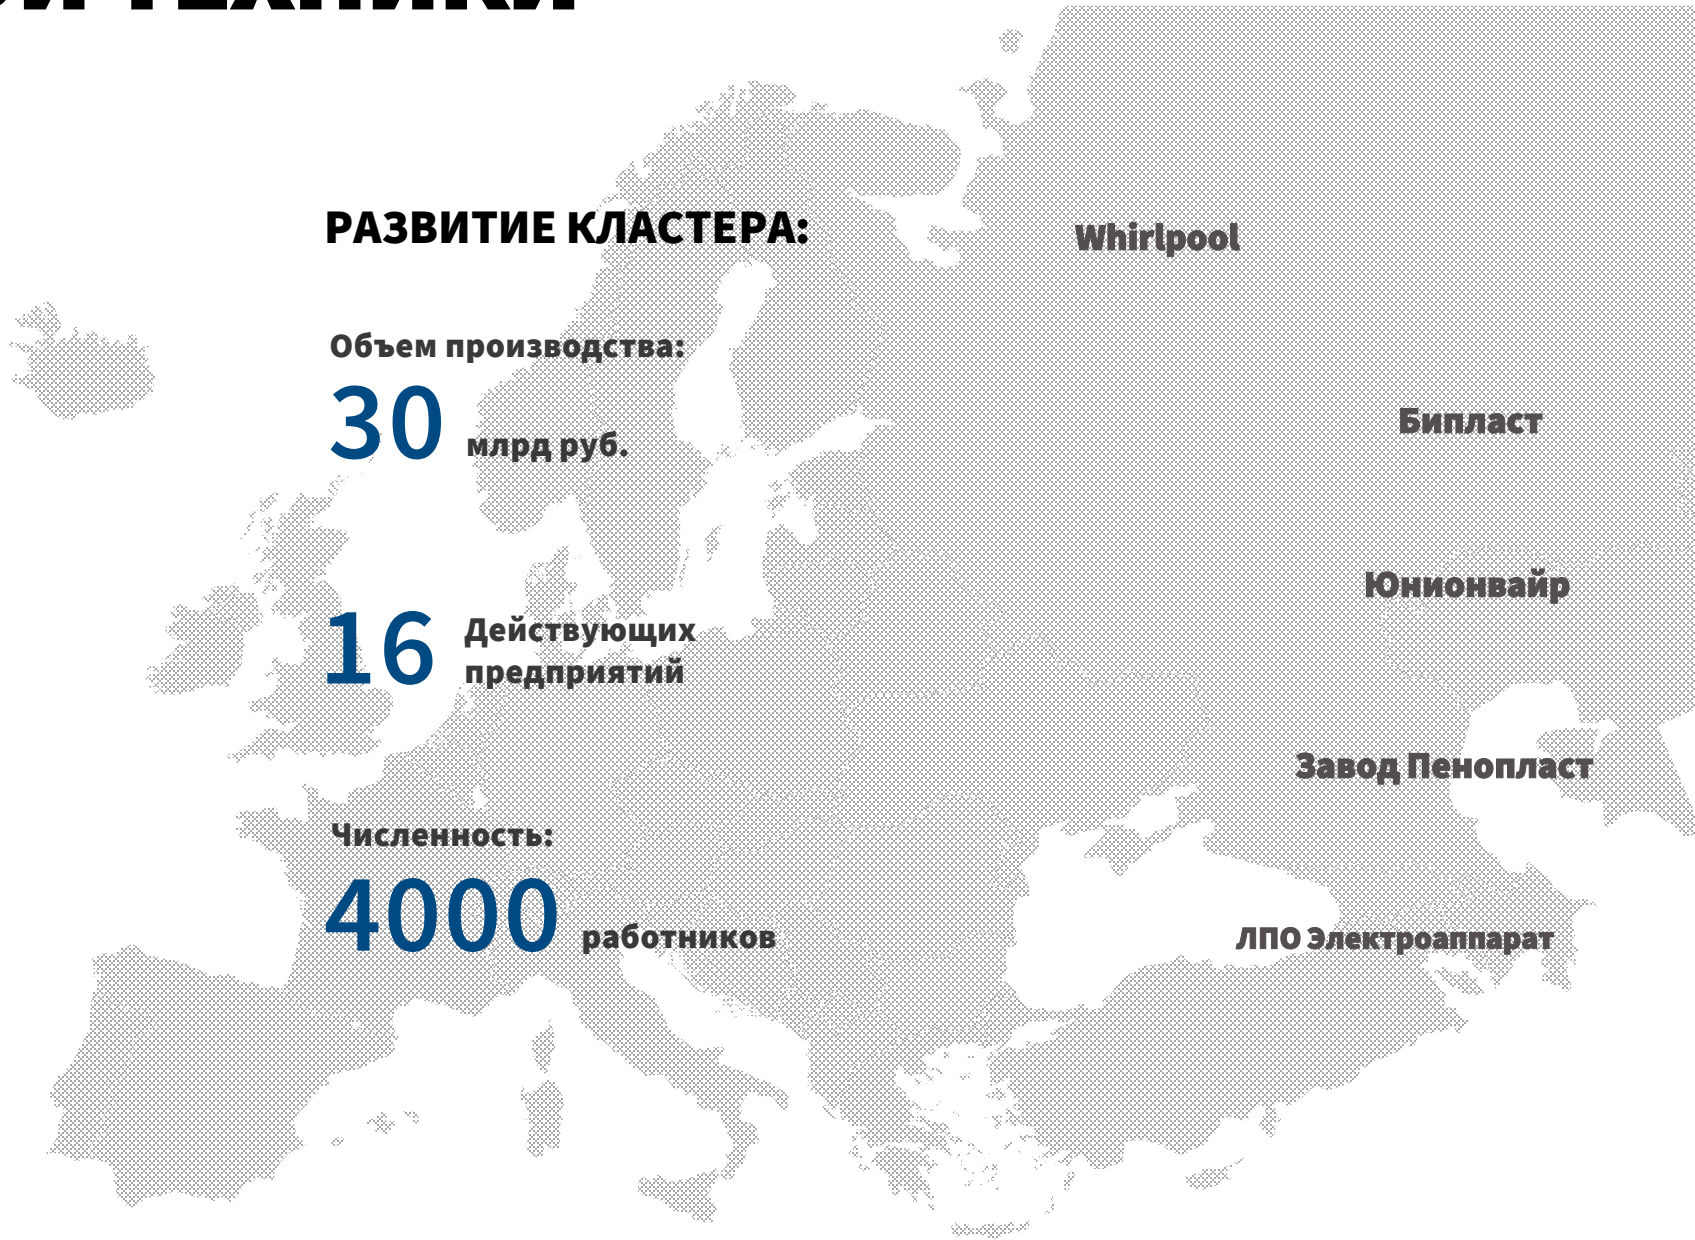 ТЕХНИКИ
РАЗВИТИЕ КЛАСТЕРА:
Whirlpool
Объем производства:
30 млрд руб.
Бипласт
Юнионвайр
16 Действующих
предприятий
Завод Пенопласт
Численность:
4000 работников
ЛПО Электроаппарат